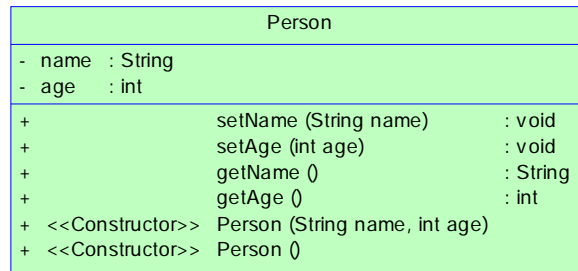 Person
- name : String
- age : int
+ setName (String name) : void
+ setAge (int age) : void
+ getName () : String
+ getAge () : int
+ <<Constructor>> Person (String name, int age)
+ <<Constructor>> Person ()